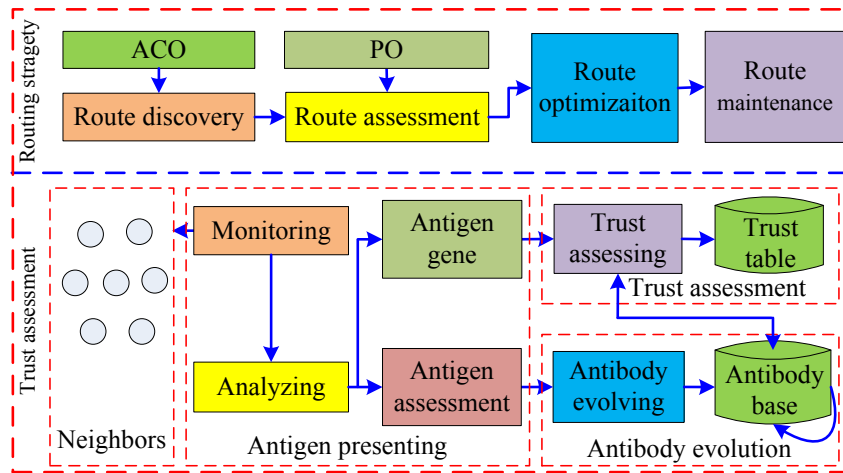 Routing stragety
ACO
PO
Route discovery
Route assessment
Route
optimizaiton
Route
maintenance
Trust assessment
Neighbors
Monitoring
Analyzing
Antigen
gene
Antigen
assessment
Antigen presenting
Trust
assessing
Trust
table
Trust assessment
Antibody
evolving
Antibody
base
Antibody evolution